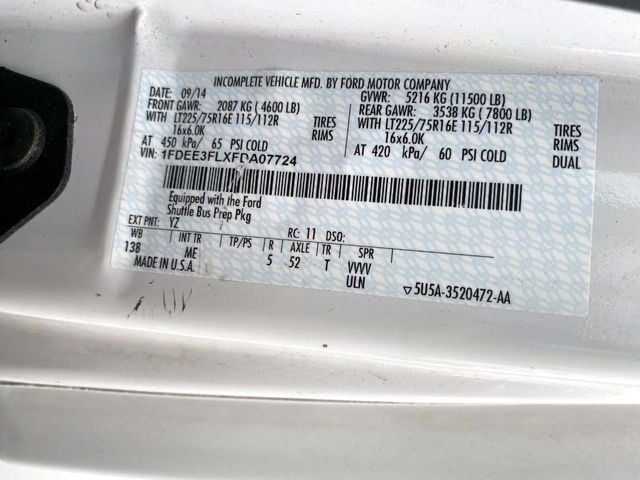 INCOMPLETE VEHICLE MFD. BY FORD MOTOR COMPANY
DATE: 09/14 GVWR: 5216 KG (11500 LB)
FRONT GAWR: 2087 KG (4600 LB) REAR GAWR: 3538 KG (7800 LB)
WITH LT225/75R16E 115/112R TIRES WITH LT225/75R16E 115/112R TIRES
16x6.0K RIMS 16x6.0K RIMS
AT 450 kPa/ 65 PSI COLD AT 420 kPa/ 60 PSI COLD DUAL
VIN: 1FDEE3FLXFDA07724
Equipped with the Ford
Shuttle Bus Prep Pkg
EXT PNT: YZ RC: 11 DSO:
WB INT TR TP/PS R AXLE TR SPR
138 ME 5 52 T VVVV
MADE IN U.S.A. ULN
▽5U5A-3520472-AA